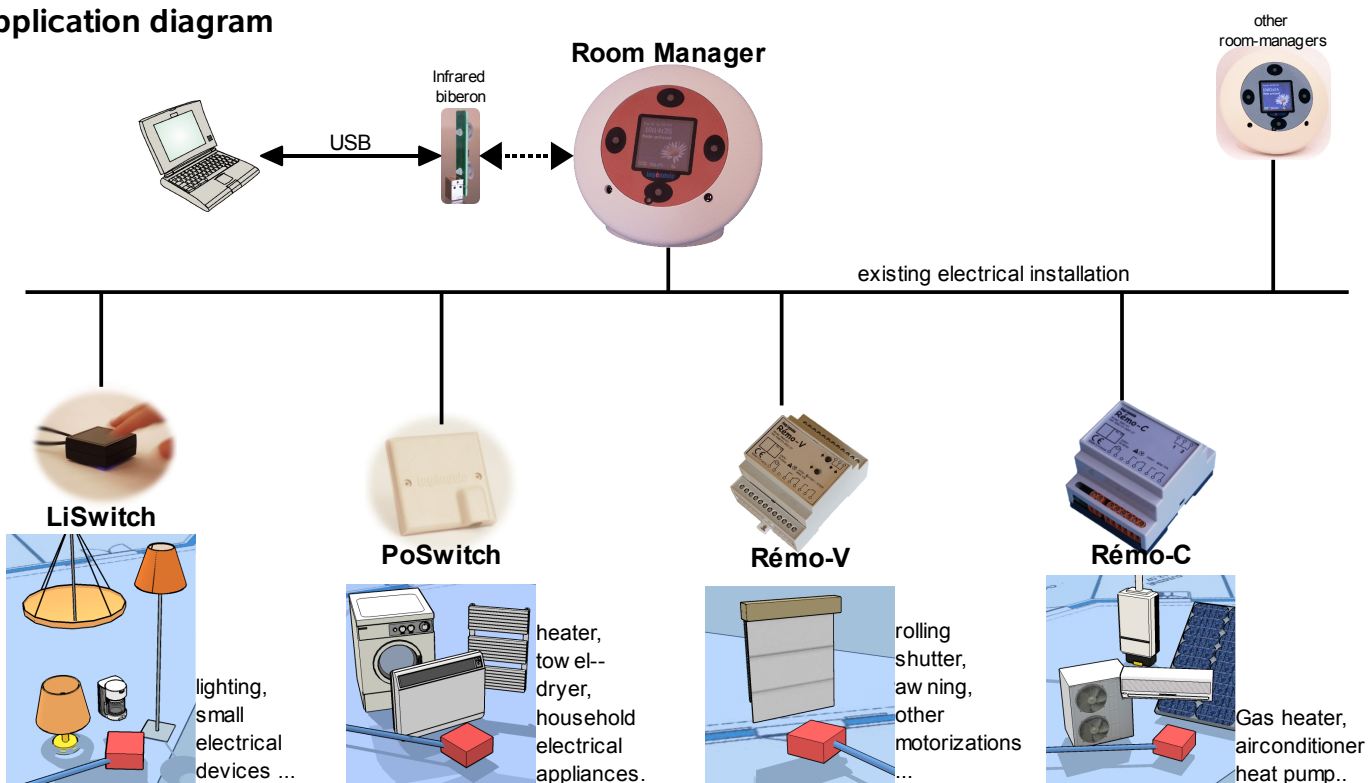 pplication diagram
other
room-managers
Room Manager
Infrared
biberon
USB
existing electrical installation
Rémo-V
Rémo-C
LiSwitch
PoSwitch
Rémo-V
Rémo-C
lighting,
small
electrical
devices ...
heater,
tow el--
dryer,
household
electrical
appliances.
rolling
shutter,
aw ning,
other
motorizations
...
Gas heater,
airconditioner
heat pump..